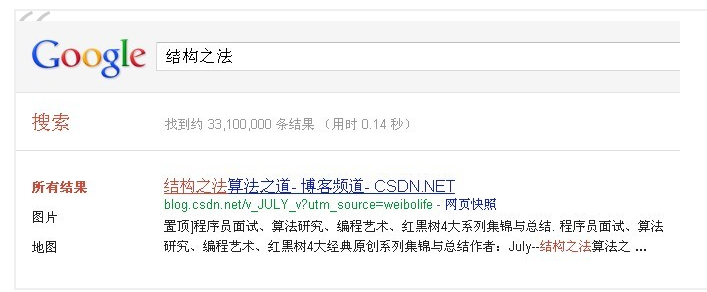 Google 结构之法
搜索 找到约 33,100,000 条结果 （用时 0.14 秒）
所有结果 结构之法算法之道- 博客频道- CSDN.NET
blog.csdn.net/v_JULY_v?utm_source=weibolife - 网页快照
图片 置顶]程序员面试、算法研究、编程艺术、红黑树4大系列集锦与总结. 程序员面试、算法
地图 研究、编程艺术、红黑树4大经典原创系列集锦与总结作者：July--结构之法算法之 ...